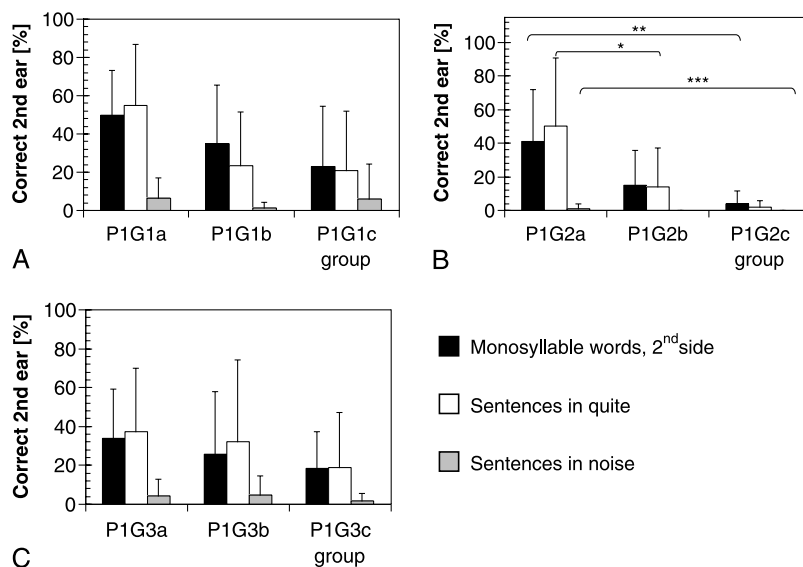 Correct 2nd ear [%]
100
80
60
40
20
0
P1G1a
P1G1b
P1G1c
group
A
Correct 2nd ear [%]
100
80
60
40
20
0
**
*
***
P1G2a
P1G2b
P1G2c
group
B
Correct 2nd ear [%]
100
80
60
40
20
0
P1G3a
P1G3b
P1G3c
group
C
Monosyllable words, 2nd side
Sentences in quite
Sentences in noise